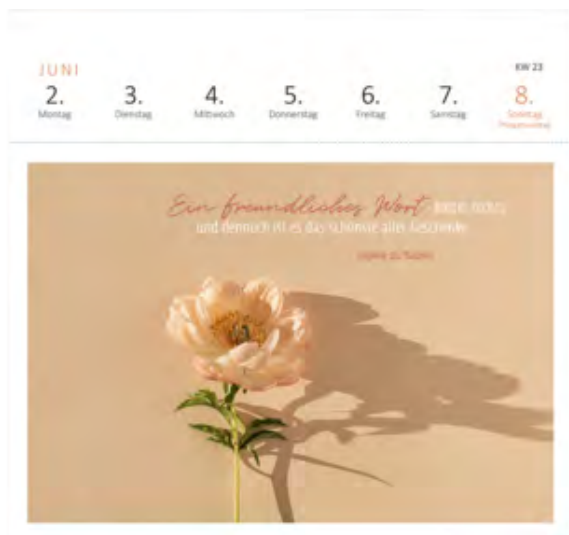 JUNI
KW 23
2. 3. 4. 5. 6. 7. 8.
Montag Dienstag Mittwoch Donnerstag Freitag Samstag Sonntag
Pfingstsonntag
Ein freundliches Wort kostet nichts,
und dennoch ist es das Schönste aller Geschenke.